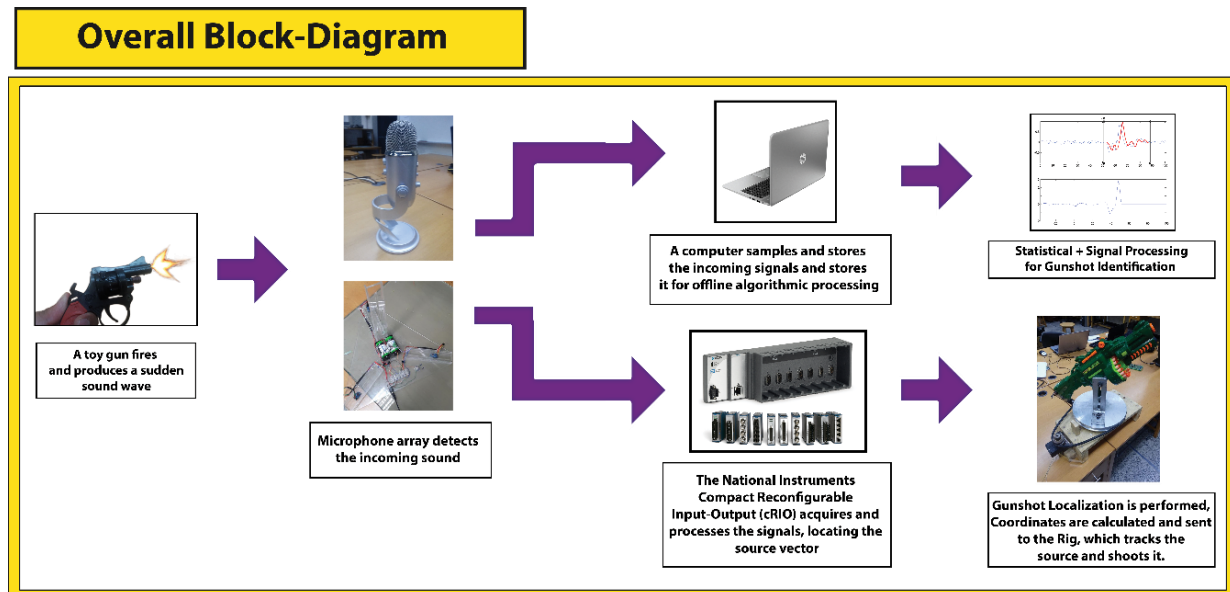 Overall Block-Diagram
A toy gun fires
and produces a sudden
sound wave
Microphone array detects
the incoming sound
A computer samples and stores
the incoming signals and stores
it for offline algorithmic processing
Statistical + Signal Processing
for Gunshot Identification
The National Instruments
Compact Reconfigurable
Input-Output (cRIO) acquires and
processes the signals, locating the
source vector
Gunshot Localization is performed,
Coordinates are calculated and sent
to the Rig, which tracks the
source and shoots it.